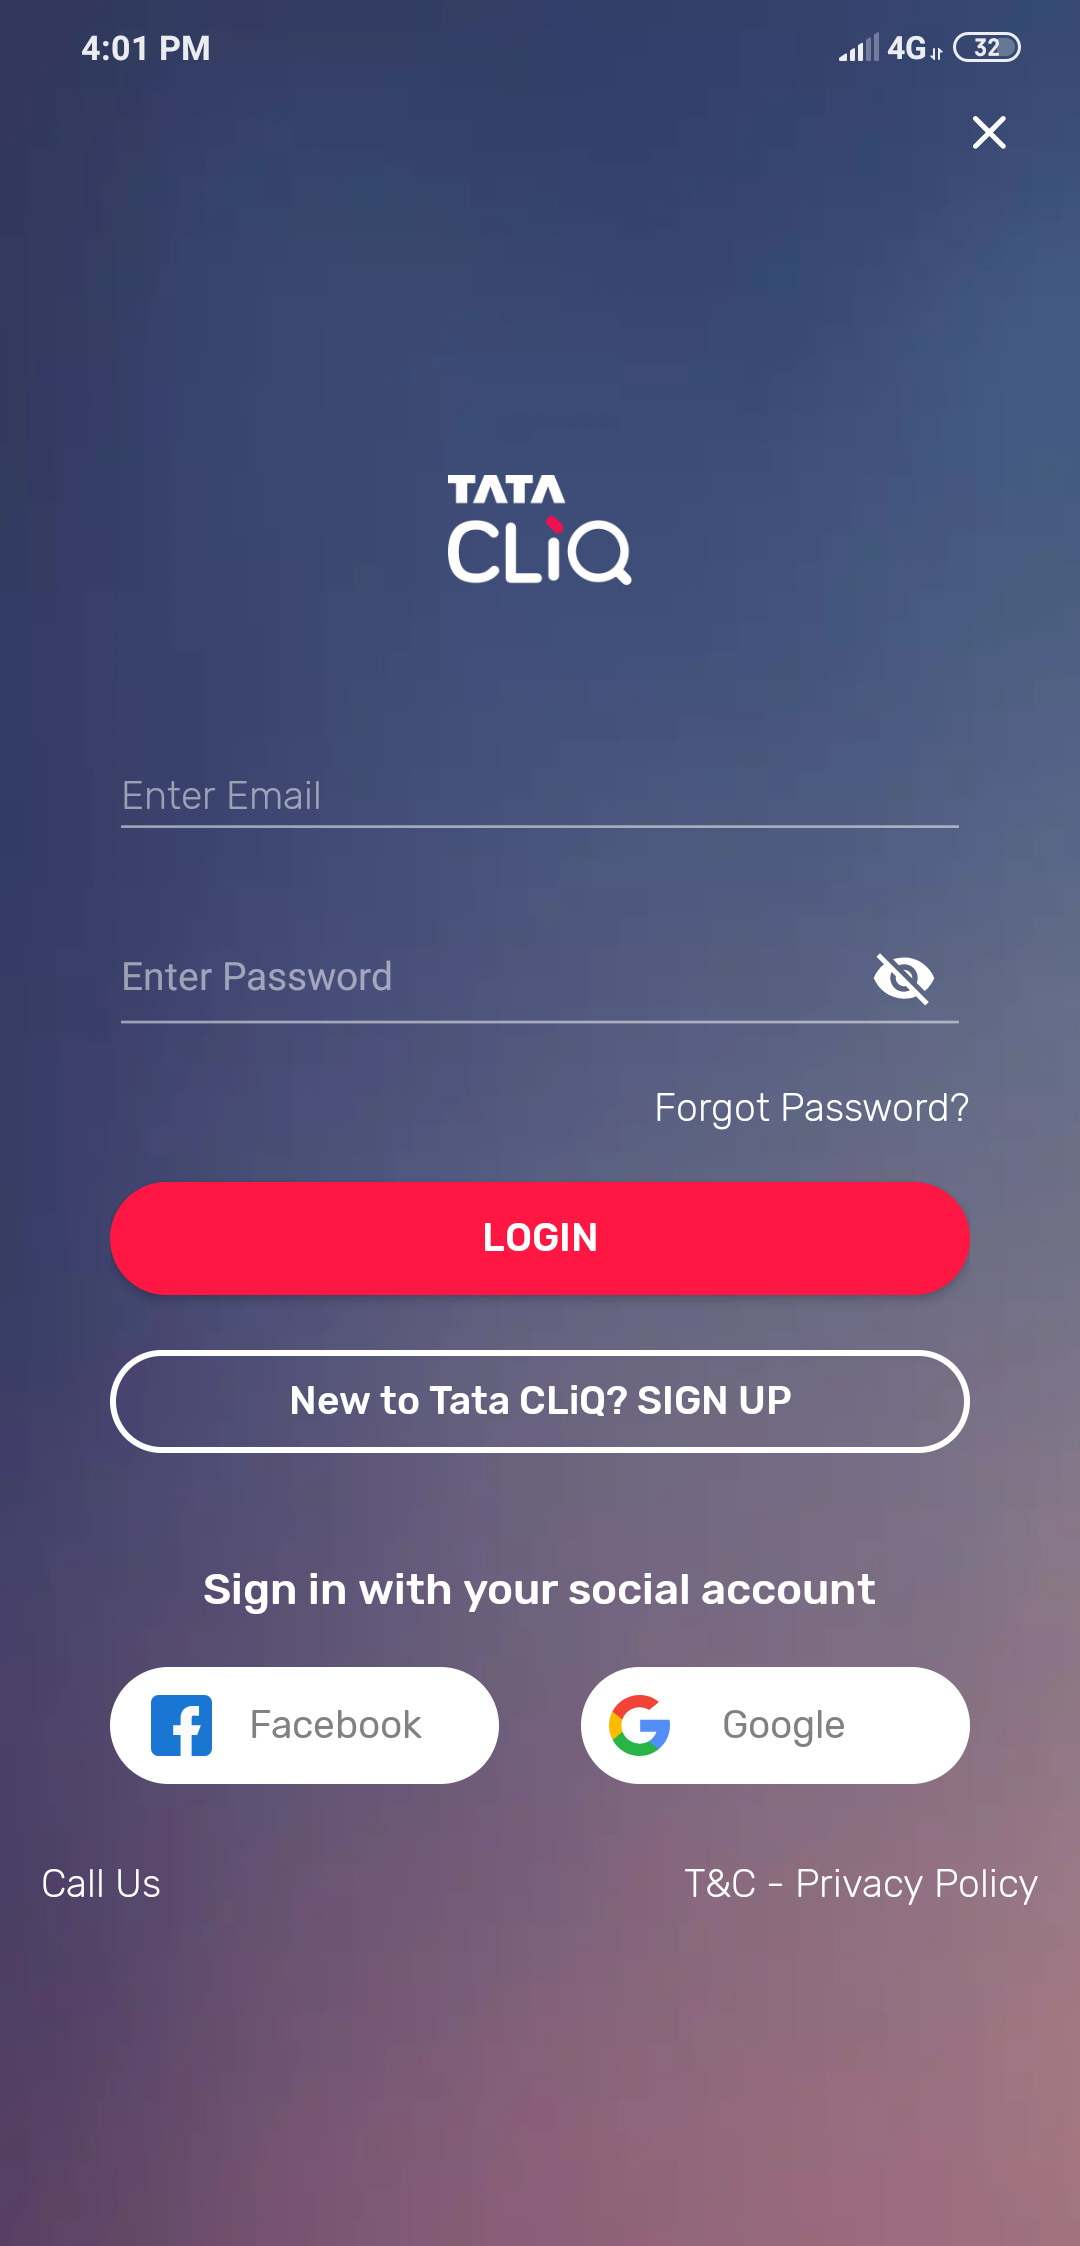 4:01 PM 4G 32
TATA
CLiQ
Enter Email
Enter Password
Forgot Password?
LOGIN
New to Tata CLiQ? SIGN UP
Sign in with your social account
Facebook Google
Call Us T&C - Privacy Policy